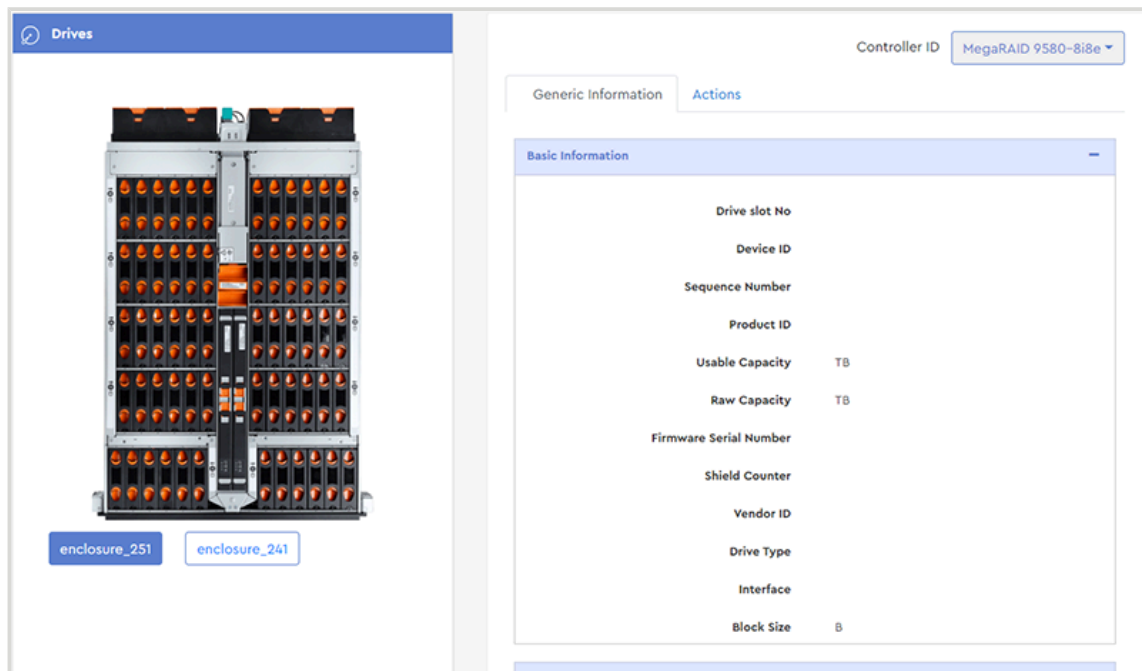 Drives
enclosure_251
enclosure_241
Controller ID
MegaRAID 9580-8i8e
Generic Information
Actions
Basic Information
Drive slot No
Device ID
Sequence Number
Product ID
Usable Capacity TB
Raw Capacity TB
Firmware Serial Number
Shield Counter
Vendor ID
Drive Type
Interface
Block Size B